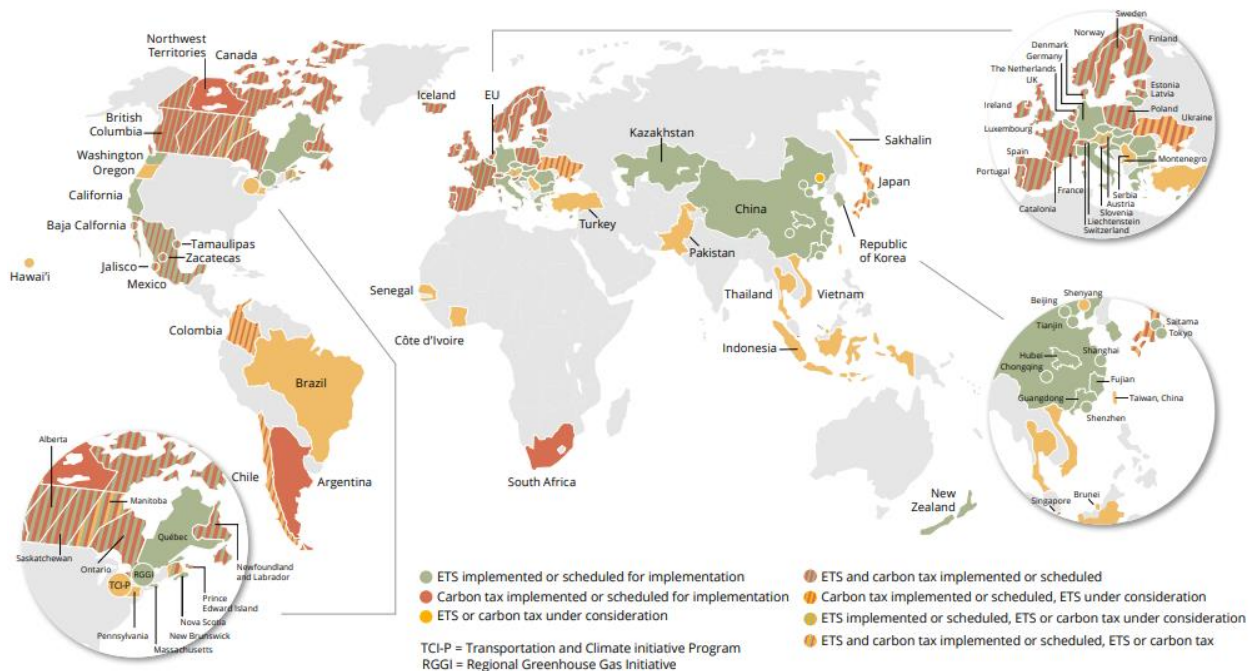 Northwest
Territories
Canada
British
Columbia
Washington
Oregon
California
Baja Calfornia
Tamaulipas
Zacatecas
Jalisco
Mexico
Hawai'i
Colombia
Brazil
Chile
Argentina
Iceland
EU
Kazakhstan
Sakhalin
Japan
China
Turkey
Pakistan
Republic
of Korea
Senegal
Côte d'Ivoire
Thailand
Vietnam
Indonesia
South Africa
New
Zealand
Sweden
Norway
Finland
Denmark
Germany
The Netherlands
UK
Estonia
Latvia
Ireland
Poland
Ukraine
Luxembourg
Spain
Portugal
Montenegro
France
Serbia
Austria
Catalonia
Slovenia
Liechtenstein
Switzerland
Beijing
Shenyang
Tianjin
Saitama
Tokyo
Hubei
Shanghai
Chongqing
Fujian
Guangdong
Taiwan, China
Shenzhen
Singapore
Brunei
Alberta
Manitoba
Québec
Saskatchewan
Ontario
Newfoundland
and Labrador
TCI-P
RGGI
Prince
Edward Island
Nova Scotia
Pennsylvania
New Brunswick
Massachusetts
ETS implemented or scheduled for implementation
Carbon tax implemented or scheduled for implementation
ETS or carbon tax under consideration
TCI-P = Transportation and Climate initiative Program
RGGI = Regional Greenhouse Gas Initiative
ETS and carbon tax implemented or scheduled
Carbon tax implemented or scheduled, ETS under consideration
ETS implemented or scheduled, ETS or carbon tax under consideration
ETS and carbon tax implemented or scheduled, ETS or carbon tax